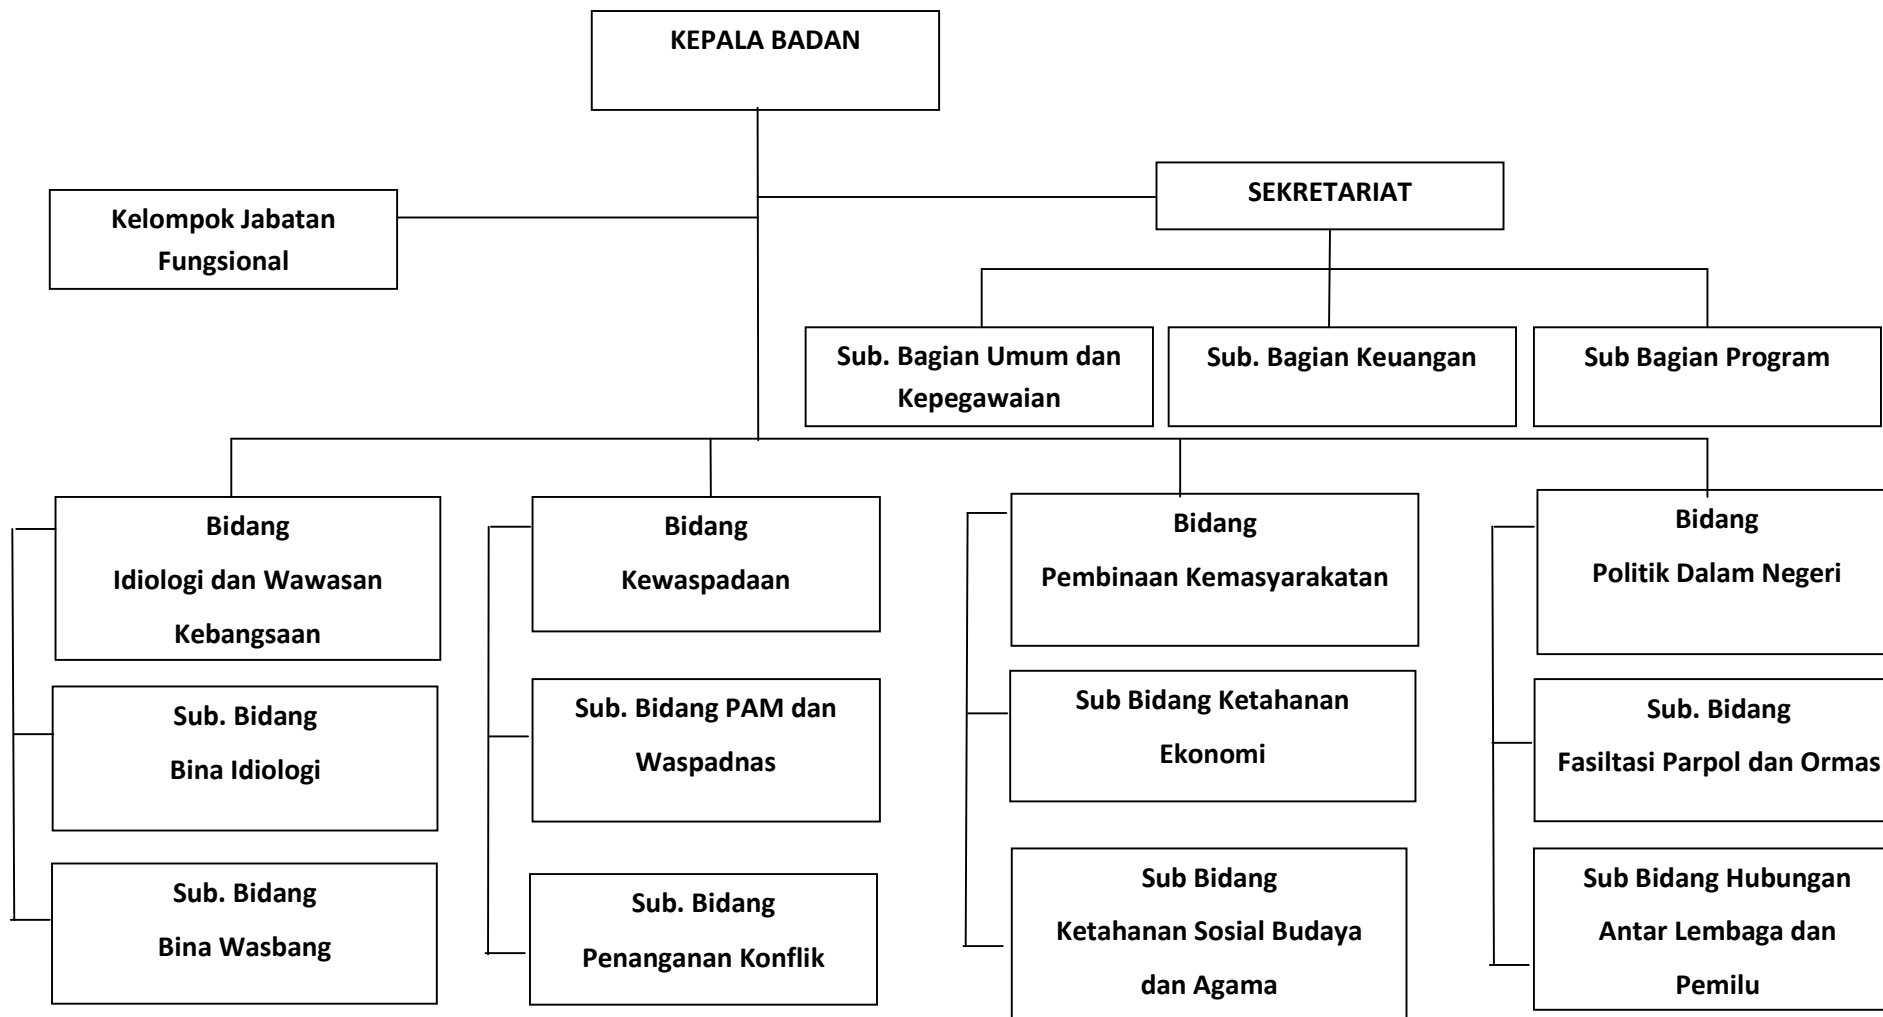 KEPALA BADAN
SEKRETARIAT
Kelompok Jabatan
Fungsional
Sub. Bagian Umum dan
Kepegawaian
Sub. Bagian Keuangan
Sub Bagian Program
Bidang
Idiologi dan Wawasan
Kebangsaan
Bidang
Kewaspadaan
Bidang
Pembinaan Kemasyarakatan
Bidang
Politik Dalam Negeri
Sub. Bidang
Bina Idiologi
Sub. Bidang PAM dan
Waspadnas
Sub Bidang Ketahanan
Ekonomi
Sub. Bidang
Fasiltasi Parpol dan Ormas
Sub. Bidang
Bina Wasbang
Sub. Bidang
Penanganan Konflik
Sub Bidang
Ketahanan Sosial Budaya
dan Agama
Sub Bidang Hubungan
Antar Lembaga dan
Pemilu